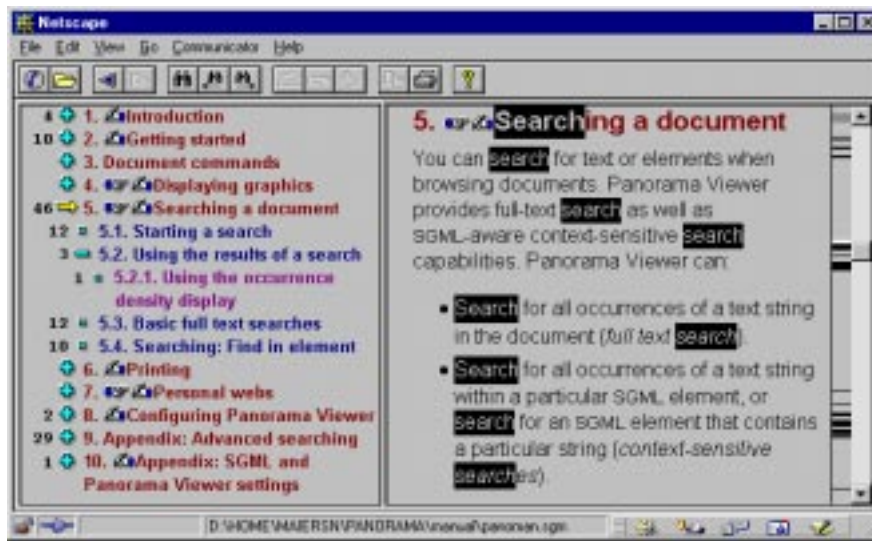 Netscape
File Edit View Go Communicator Help
4 1. Introduction
10 2. Getting started
3. Document commands
4. Displaying graphics
46 5. Searching a document
12 5.1. Starting a search
3 5.2. Using the results of a search
1 5.2.1. Using the occurrence
density display
12 5.3. Basic full text searches
10 5.4. Searching: Find in element
6. Printing
7. Personal webs
2 8. Configuring Panorama Viewer
29 9. Appendix: Advanced searching
1 10. Appendix: SGML and
Panorama Viewer settings
5. Searching a document
You can search for text or elements when
browsing documents. Panorama Viewer
provides full-text search as well as
SGML-aware context-sensitive search
capabilities. Panorama Viewer can:
• Search for all occurrences of a text string
in the document (full text search).
• Search for all occurrences of a text string
within a particular SGML element, or
search for an SGML element that contains
a particular string (context-sensitive
searches).
D:\HOME\MAIERSN\PANORAMA\manual\panoman.sgm